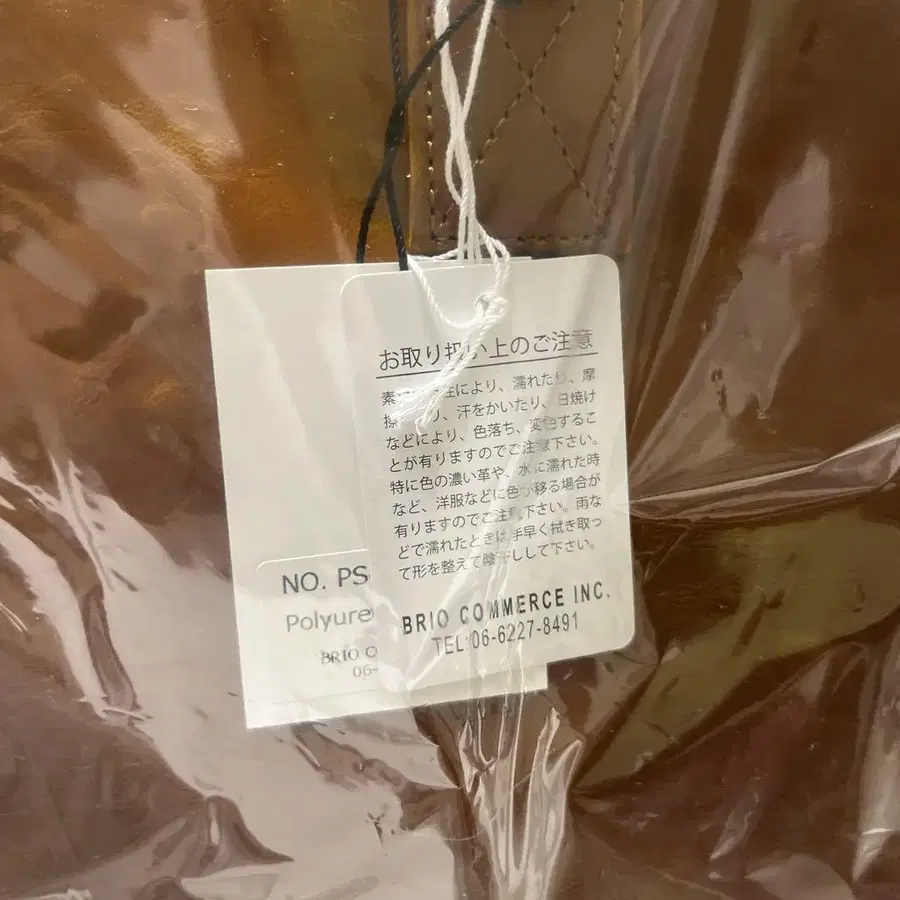 お取り扱い上のご注意
素 により、濡れたり、摩
擦 り、汗をかいたり、日焼け
などにより、色落ち、変色するこ
とが有りますのでご注意下さい。
特に色の濃い革や、水に濡れた時
など、洋服などに色が移る場合が
有りますのでご注意下さい。雨な
どで濡れたときは手早く拭き取っ
て形を整えて陰干しして下さい。
BRIO COMMERCE INC.
TEL:06-6227-8491
NO. PS
Polyure
BRIO
06-